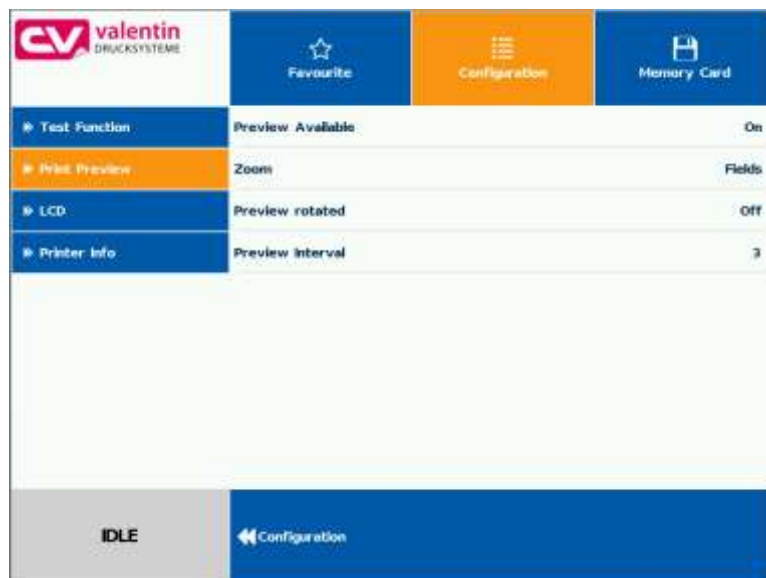 valentin
DRUCKSYSTEME
Favourite
Configuration
Memory Card
Test Function
Preview Available On
Print Preview
Zoom Fields
LCD
Preview rotated Off
Printer Info
Preview Interval 3
IDLE
Configuration